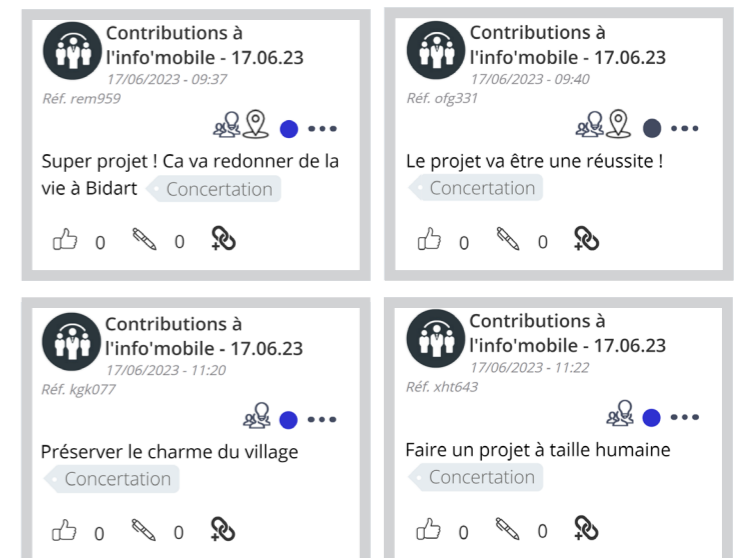 Contributions à
l'info'mobile - 17.06.23
17/06/2023 - 09:37
Réf. rem959
Super projet ! Ca va redonner de la
vie à Bidart Concertation
0 0
Contributions à
l'info'mobile - 17.06.23
17/06/2023 - 09:40
Réf. ofg331
Le projet va être une réussite !
Concertation
0 0
Contributions à
l'info'mobile - 17.06.23
17/06/2023 - 11:20
Réf. kgk077
Préserver le charme du village
Concertation
0 0
Contributions à
l'info'mobile - 17.06.23
17/06/2023 - 11:22
Réf. xht643
Faire un projet à taille humaine
Concertation
0 0